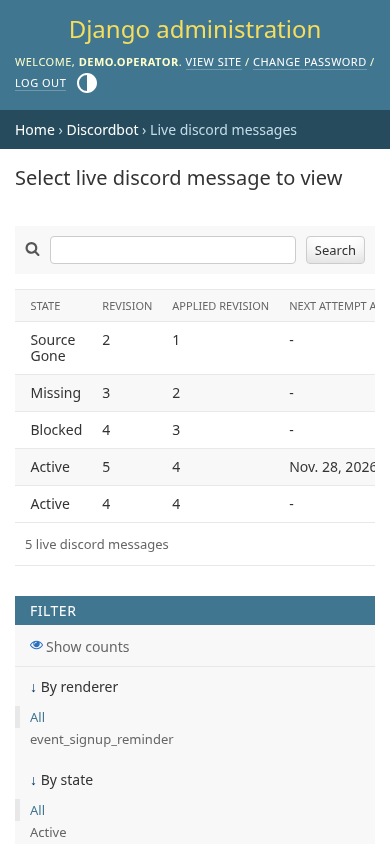 Django administration
WELCOME, DEMO.OPERATOR. VIEW SITE / CHANGE PASSWORD /
LOG OUT
Home › Discordbot › Live discord messages
Select live discord message to view
Search
STATE REVISION APPLIED REVISION NEXT ATTEMPT A
Source 2 1 -
Gone
Missing 3 2 -
Blocked 4 3 -
Active 5 4 Nov. 28, 2026
Active 4 4 -
5 live discord messages
FILTER
Show counts
↓ By renderer
All
event_signup_reminder
↓ By state
All
Active